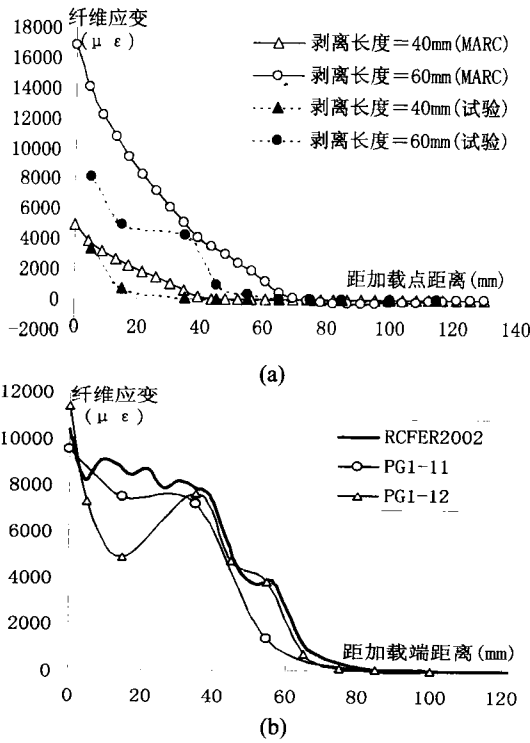 纤维应变
(μ ε)
18000
16000
14000
12000
10000
8000
6000
4000
2000
0
-2000
剥离长度＝40mm(MARC)
剥离长度＝60mm(MARC)
剥离长度＝40mm(试验)
剥离长度＝60mm(试验)
距加载点距离(mm)
0 20 40 60 80 100 120 140
(a)
纤维应变
(μ ε)
12000
10000
8000
6000
4000
2000
0
RCFER2002
PG1-11
PG1-12
距加载端距离(mm)
0 20 40 60 80 100 120
(b)